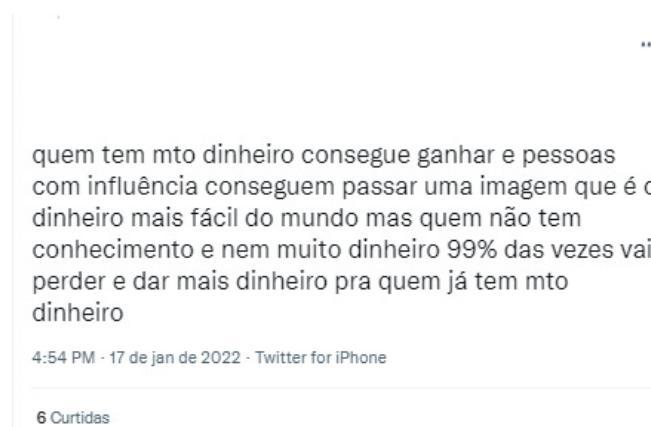 quem tem mto dinheiro consegue ganhar e pessoas
com influência conseguem passar uma imagem que é o
dinheiro mais fácil do mundo mas quem não tem
conhecimento e nem muito dinheiro 99% das vezes vai
perder e dar mais dinheiro pra quem já tem mto
dinheiro
4:54 PM · 17 de jan de 2022 · Twitter for iPhone
6 Curtidas